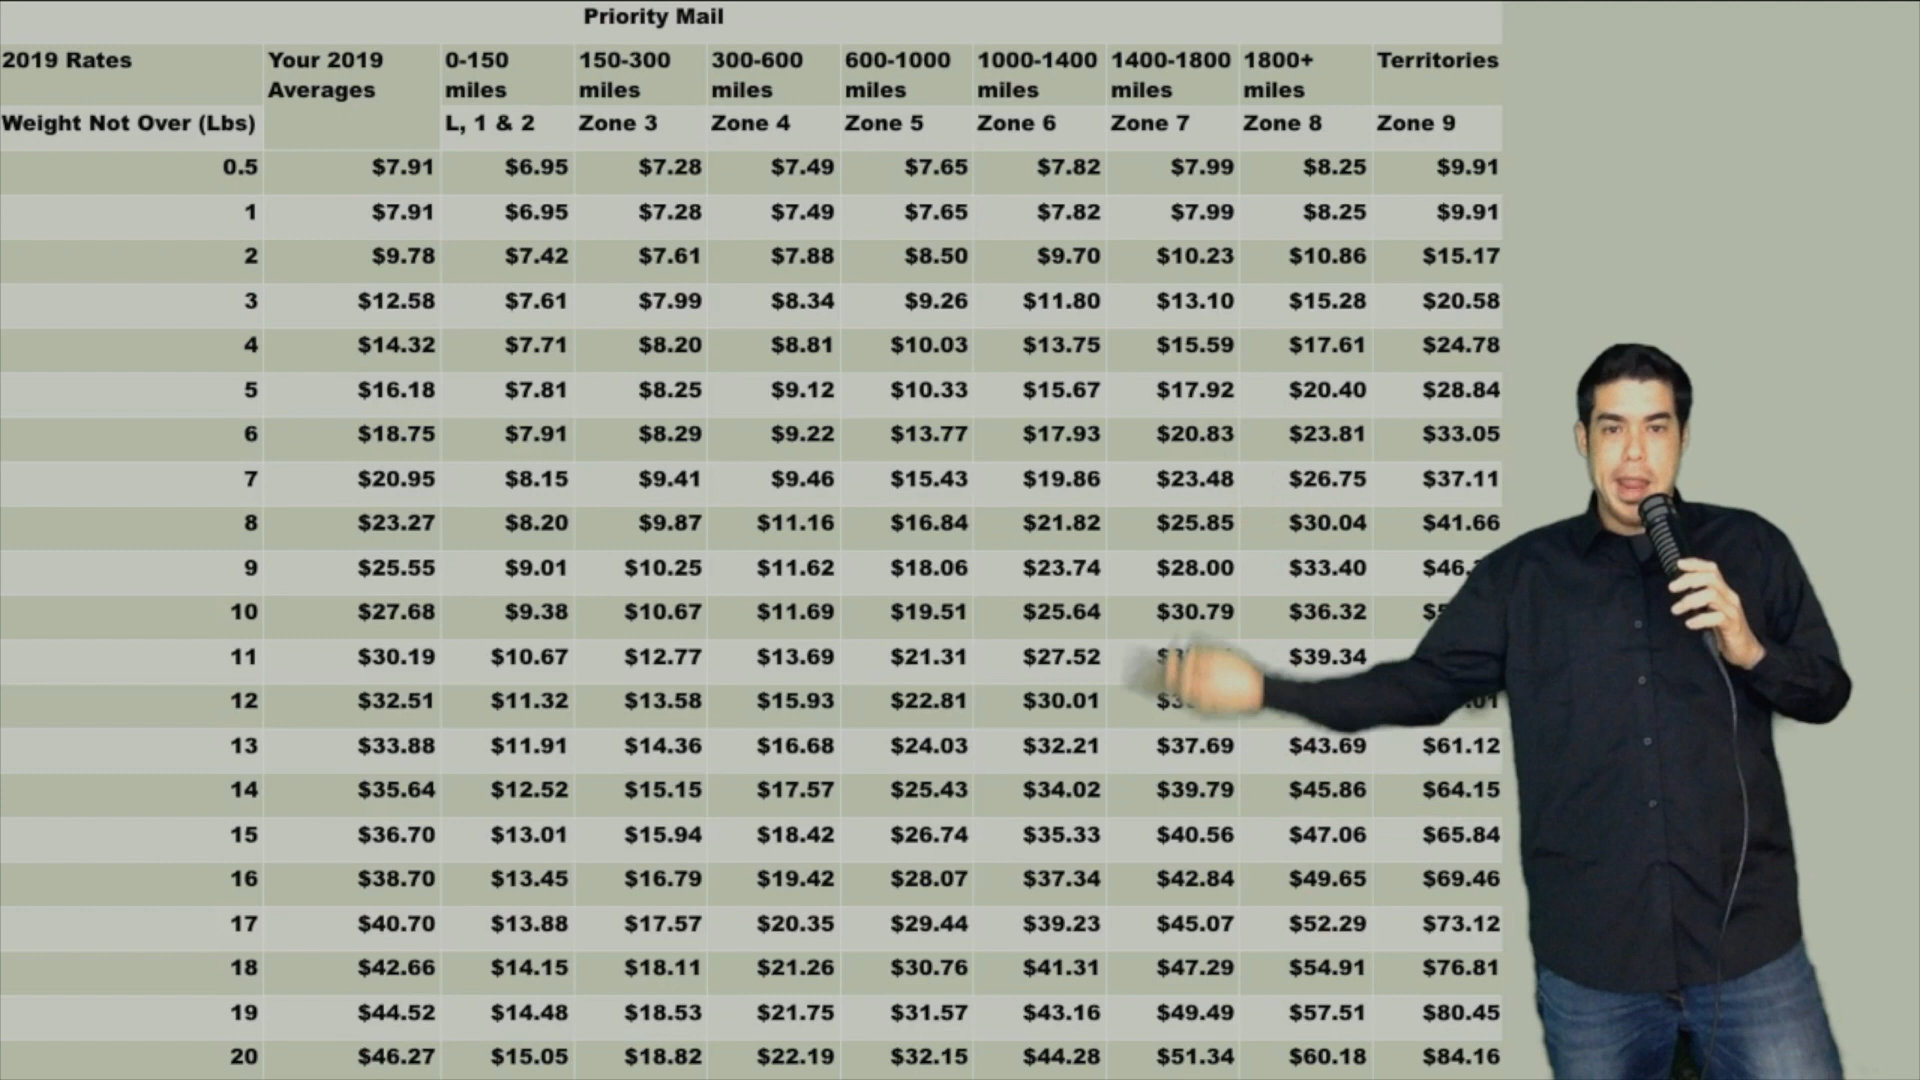 Priority Mail
2019 Rates Your 2019 Averages 0-150 miles 150-300 miles 300-600 miles 600-1000 miles 1000-1400 miles 1400-1800 miles 1800+ miles Territories
Weight Not Over (Lbs) L, 1 & 2 Zone 3 Zone 4 Zone 5 Zone 6 Zone 7 Zone 8 Zone 9
0.5 $7.91 $6.95 $7.28 $7.49 $7.65 $7.82 $7.99 $8.25 $9.91
1 $7.91 $6.95 $7.28 $7.49 $7.65 $7.82 $7.99 $8.25 $9.91
2 $9.78 $7.42 $7.61 $7.88 $8.50 $9.70 $10.23 $10.86 $15.17
3 $12.58 $7.61 $7.99 $8.34 $9.26 $11.80 $13.10 $15.28 $20.58
4 $14.32 $7.71 $8.20 $8.81 $10.03 $13.75 $15.59 $17.61 $24.78
5 $16.18 $7.81 $8.25 $9.12 $10.33 $15.67 $17.92 $20.40 $28.84
6 $18.75 $7.91 $8.29 $9.22 $13.77 $17.93 $20.83 $23.81 $33.05
7 $20.95 $8.15 $9.41 $9.46 $15.43 $19.86 $23.48 $26.75 $37.11
8 $23.27 $8.20 $9.87 $11.16 $16.84 $21.82 $25.85 $30.04 $41.66
9 $25.55 $9.01 $10.25 $11.62 $18.06 $23.74 $28.00 $33.40
10 $27.68 $9.38 $10.67 $11.69 $19.51 $25.64 $30.79 $36.32
11 $30.19 $10.67 $12.77 $13.69 $21.31 $27.52 $39.34
12 $32.51 $11.32 $13.58 $15.93 $22.81 $30.01
13 $33.88 $11.91 $14.36 $16.68 $24.03 $32.21 $37.69 $43.69 $61.12
14 $35.64 $12.52 $15.15 $17.57 $25.43 $34.02 $39.79 $45.86 $64.15
15 $36.70 $13.01 $15.94 $18.42 $26.74 $35.33 $40.56 $47.06 $65.84
16 $38.70 $13.45 $16.79 $19.42 $28.07 $37.34 $42.84 $49.65 $69.46
17 $40.70 $13.88 $17.57 $20.35 $29.44 $39.23 $45.07 $52.29 $73.12
18 $42.66 $14.15 $18.11 $21.26 $30.76 $41.31 $47.29 $54.91 $76.81
19 $44.52 $14.48 $18.53 $21.75 $31.57 $43.16 $49.49 $57.51 $80.45
20 $46.27 $15.05 $18.82 $22.19 $32.15 $44.28 $51.34 $60.18 $84.16